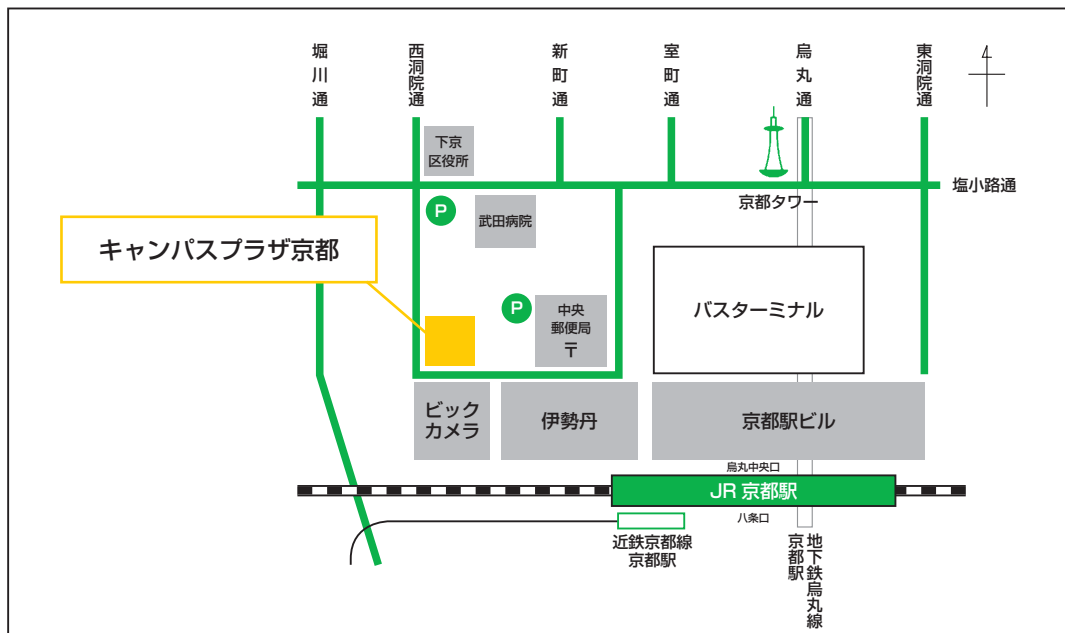 堀川通
西洞院通
新町通
室町通
烏丸通
東洞院通
4
下京
区役所
塩小路通
P
武田病院
京都タワー
キャンパスプラザ京都
P
中央
郵便局
〒
バスターミナル
ビック
カメラ
伊勢丹
京都駅ビル
烏丸中央口
JR 京都駅
八条口
近鉄京都線
京都駅
地下鉄烏丸線
京都駅